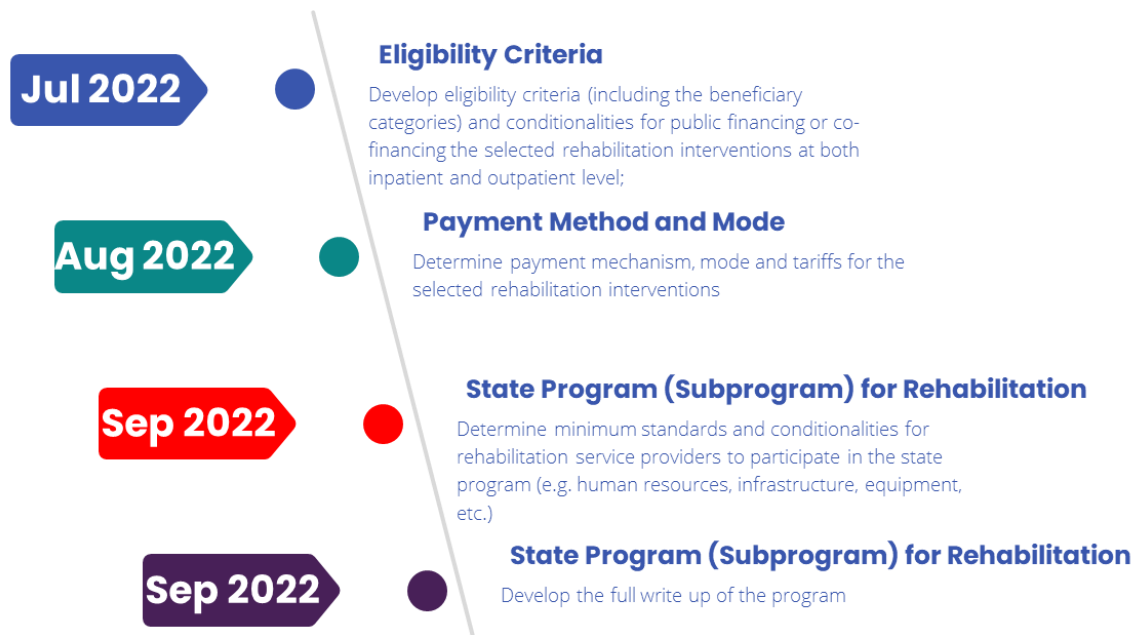 Jul 2022
Eligibility Criteria
Develop eligibility criteria (including the beneficiary
categories) and conditionalities for public financing or co-
financing the selected rehabilitation interventions at both
inpatient and outpatient level;
Aug 2022
Payment Method and Mode
Determine payment mechanism, mode and tariffs for the
selected rehabilitation interventions
Sep 2022
State Program (Subprogram) for Rehabilitation
Determine minimum standards and conditionalities for
rehabilitation service providers to participate in the state
program (e.g. human resources, infrastructure, equipment,
etc.)
Sep 2022
State Program (Subprogram) for Rehabilitation
Develop the full write up of the program